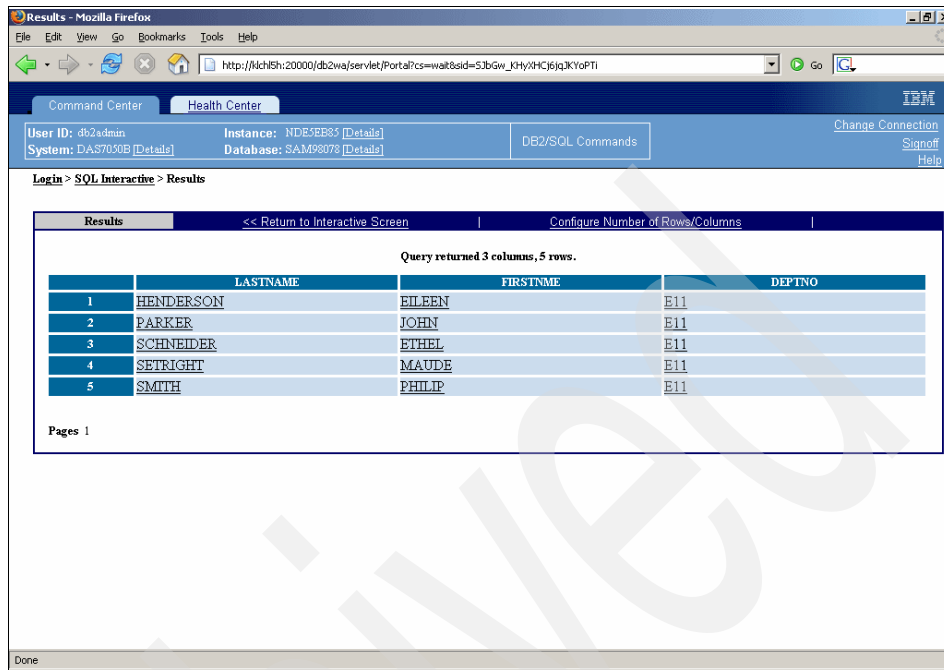 Results - Mozilla Firefox
File Edit View Go Bookmarks Tools Help
http://klchl5h:20000/db2wa/servlet/Portal?cs=wait&sid=SJbGw_KHyXHCj6jqJKYoPTi Go G
Command Center Health Center IBM
User ID: db2admin Instance: NDE5EB85 [Details] DB2/SQL Commands Change Connection
System: DAS7050B [Details] Database: SAM98078 [Details] Signoff
Help
Login > SQL Interactive > Results
Results << Return to Interactive Screen | Configure Number of Rows/Columns |
Query returned 3 columns, 5 rows.
LASTNAME FIRSTNME DEPTNO
1 HENDERSON EILEEN E11
2 PARKER JOHN E11
3 SCHNEIDER ETHEL E11
4 SETRIGHT MAUDE E11
5 SMITH PHILIP E11
Pages 1
Done